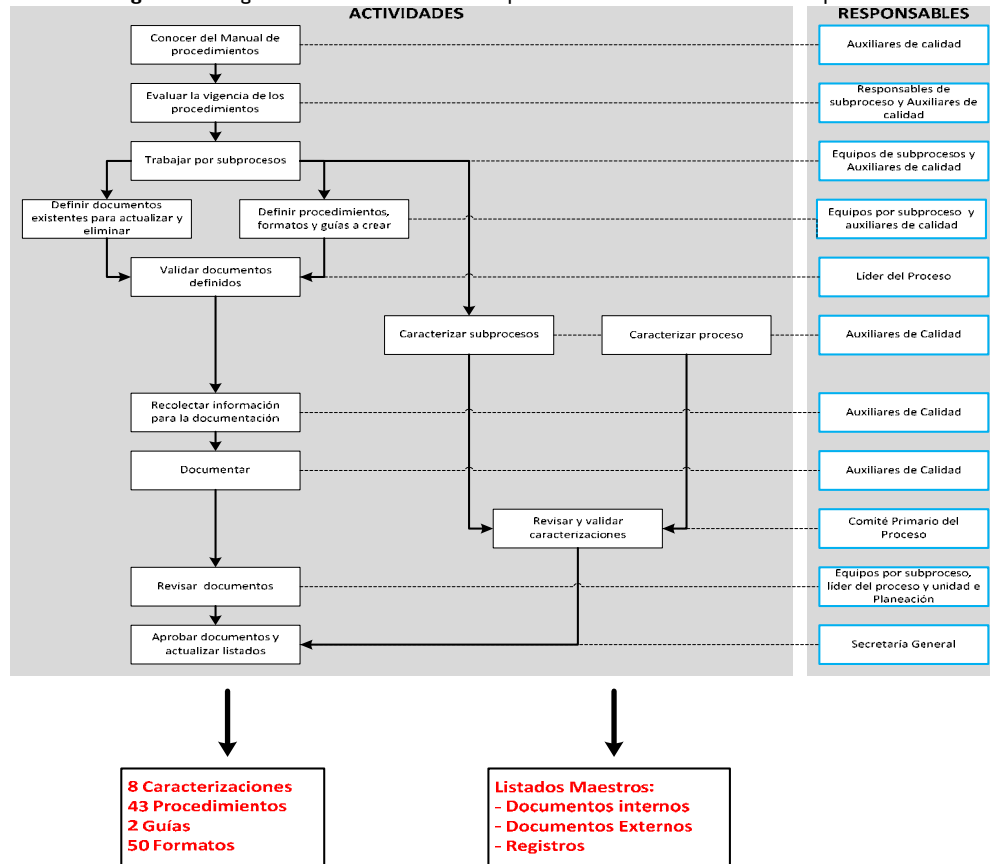 ACTIVIDADES
RESPONSABLES
Conocer del Manual de
procedimientos
Auxiliares de calidad
Evaluar la vigencia de los
procedimientos
Responsables de
subproceso y Auxiliares de
calidad
Trabajar por subprocesos
Equipos de subprocesos y
Auxiliares de calidad
Definir documentos
existentes para actualizar y
eliminar
Definir procedimientos,
formatos y guías a crear
Equipos por subproceso y
auxiliares de calidad
Validar documentos
definidos
Líder del Proceso
Caracterizar subprocesos
Caracterizar proceso
Auxiliares de Calidad
Recolectar información
para la documentación
Auxiliares de Calidad
Documentar
Auxiliares de Calidad
Revisar y validar
caracterizaciones
Comité Primario del
Proceso
Revisar documentos
Equipos por subproceso,
líder del proceso y unidad e
Planeación
Aprobar documentos y
actualizar listados
Secretaría General
8 Caracterizaciones
43 Procedimientos
2 Guías
50 Formatos
Listados Maestros:
- Documentos internos
- Documentos Externos
- Registros